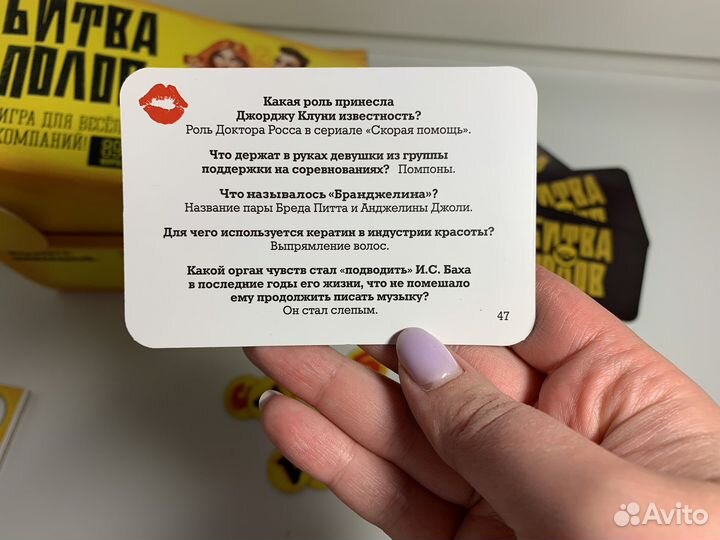 БИТВА
ПОЛОВ
ИГРА ДЛЯ ВЕСЁЛ
КОМПАНИЙ!
Какая роль принесла
Джорджу Клуни известность?
Роль Доктора Росса в сериале «Скорая помощь».
Что держат в руках девушки из группы
поддержки на соревнованиях? Помпоны.
Что называлось «Бранджелина»?
Название пары Бреда Питта и Анджелины Джоли.
Для чего используется кератин в индустрии красоты?
Выпрямление волос.
Какой орган чувств стал «подводить» И.С. Баха
в последние годы его жизни, что не помешало
ему продолжить писать музыку?
Он стал слепым.
47
БИТВА
ПОЛОВ
Avito